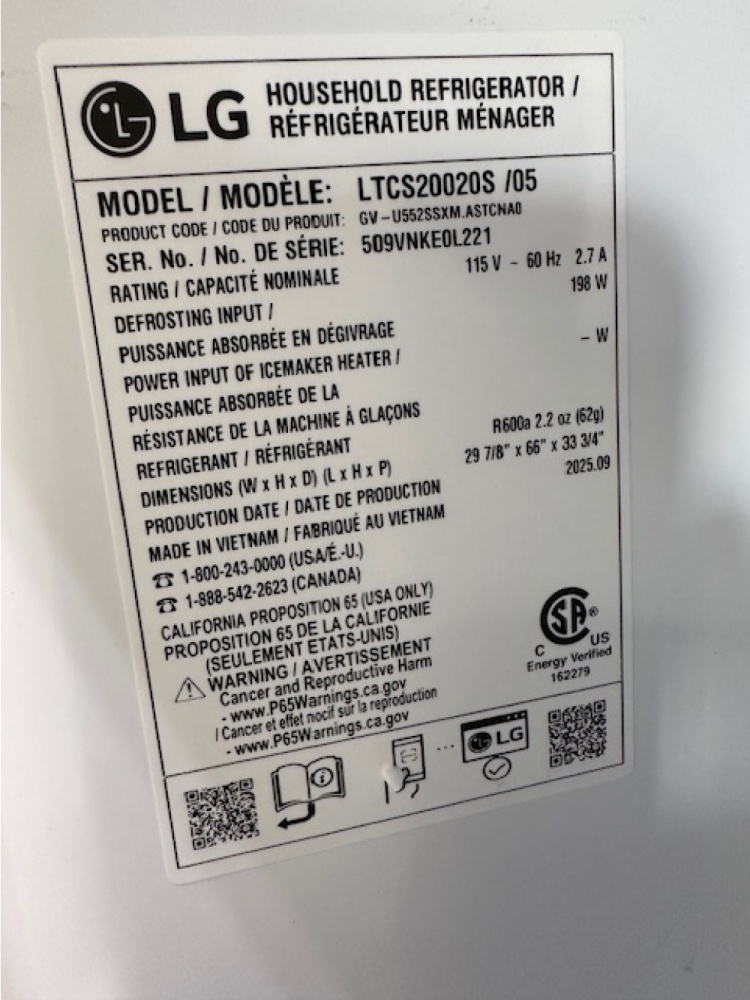 LG HOUSEHOLD REFRIGERATOR /
RÉFRIGÉRATEUR MÉNAGER
MODEL / MODÈLE: LTCS20020S /05
PRODUCT CODE / CODE DU PRODUIT: GV-U552SSXM.ASTCNA0
SER. No. / No. DE SÉRIE: 509VNKE0L221
RATING / CAPACITÉ NOMINALE 115 V ~ 60 Hz 2.7 A
DEFROSTING INPUT / 198 W
PUISSANCE ABSORBÉE EN DÉGIVRAGE
POWER INPUT OF ICEMAKER HEATER / - W
PUISSANCE ABSORBÉE DE LA
RÉSISTANCE DE LA MACHINE À GLAÇONS
REFRIGERANT / RÉFRIGÉRANT R600a 2.2 oz (62g)
DIMENSIONS (W x H x D) (L x H x P) 29 7/8" x 66" x 33 3/4"
PRODUCTION DATE / DATE DE PRODUCTION 2025.09
MADE IN VIETNAM / FABRIQUÉ AU VIETNAM
☎ 1-800-243-0000 (USA/É.-U.)
☎ 1-888-542-2623 (CANADA)
CALIFORNIA PROPOSITION 65 (USA ONLY)
PROPOSITION 65 DE LA CALIFORNIE
(SEULEMENT ÉTATS-UNIS)
⚠ WARNING / AVERTISSEMENT
Cancer and Reproductive Harm
- www.P65Warnings.ca.gov
/ Cancer et effet nocif sur la reproduction
- www.P65Warnings.ca.gov
SA ®
C US
Energy Verified
162279
LG